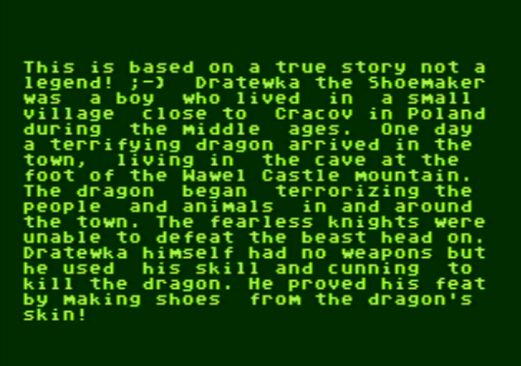 This is based on a true story not a
legend! ;-)  Dratewka the Shoemaker
was  a boy  who lived  in  a small
village  close to  Cracov in Poland
during  the middle  ages.  One day
a terrifying dragon arrived in the
town,  living in  the cave at the
foot of the Wawel Castle mountain.
The dragon  began  terrorizing the
people  and animals  in and around
the town. The fearless knights were
unable to defeat the beast head on.
Dratewka himself had no weapons but
he used  his skill and cunning  to
kill the dragon. He proved his feat
by making shoes  from the dragon's
skin!